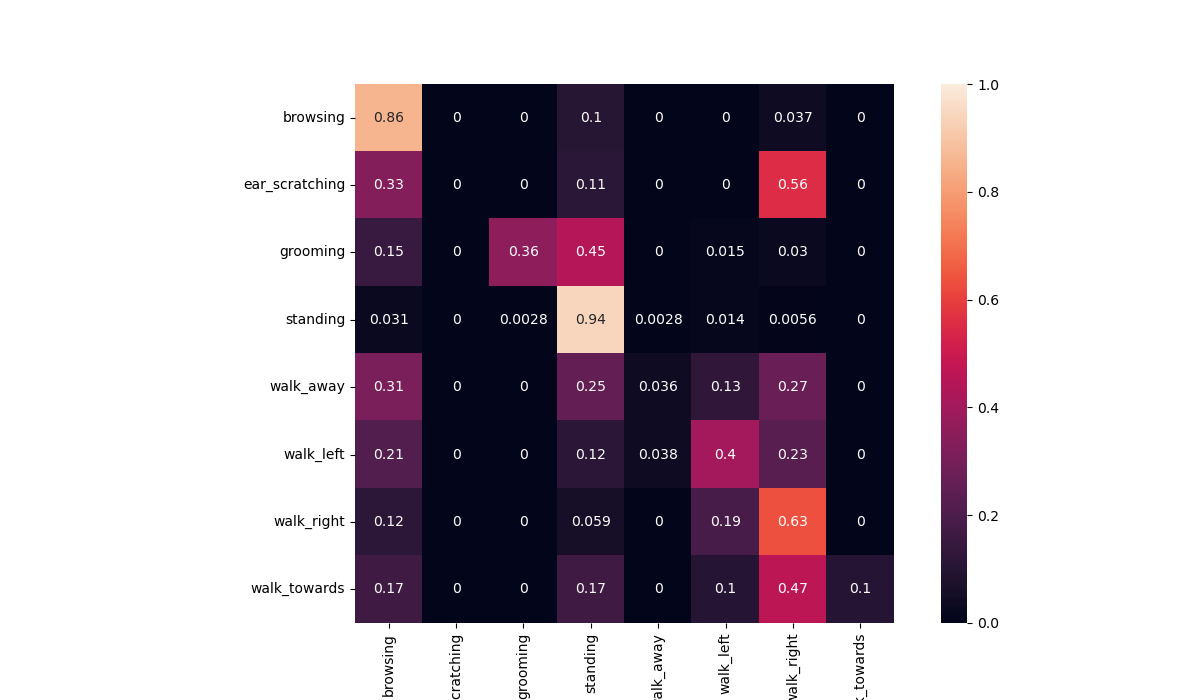 browsing 0.86 0 0 0.1 0 0 0.037 0
ear_scratching 0.33 0 0 0.11 0 0 0.56 0
grooming 0.15 0 0.36 0.45 0 0.015 0.03 0
standing 0.031 0 0.0028 0.94 0.0028 0.014 0.0056 0
walk_away 0.31 0 0 0.25 0.036 0.13 0.27 0
walk_left 0.21 0 0 0.12 0.038 0.4 0.23 0
walk_right 0.12 0 0 0.059 0 0.19 0.63 0
walk_towards 0.17 0 0 0.17 0 0.1 0.47 0.1
browsing
cratching
grooming
standing
alk_away
walk_left
walk_right
k_towards
1.0
0.8
0.6
0.4
0.2
0.0